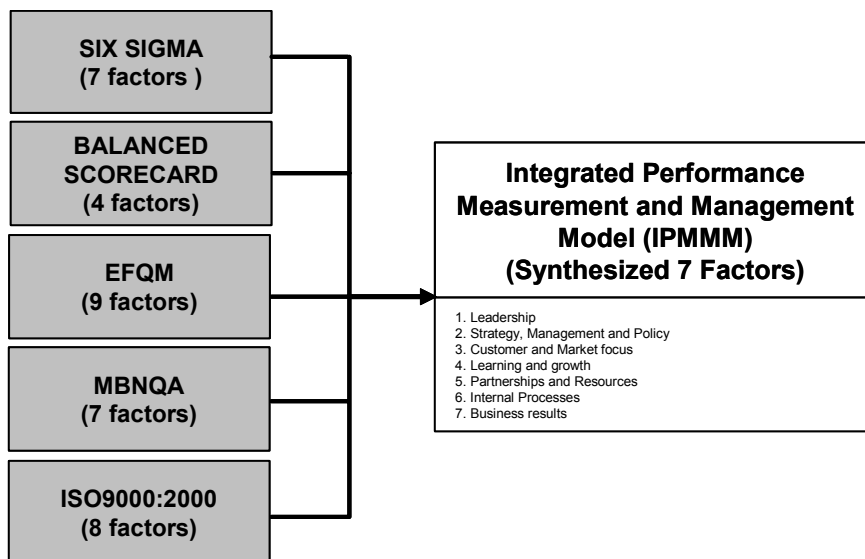 SIX SIGMA
(7 factors )
BALANCED
SCORECARD
(4 factors)
EFQM
(9 factors)
MBNQA
(7 factors)
ISO9000:2000
(8 factors)
Integrated Performance
Measurement and Management
Model (IPMMM)
(Synthesized 7 Factors)
1. Leadership
2. Strategy, Management and Policy
3. Customer and Market focus
4. Learning and growth
5. Partnerships and Resources
6. Internal Processes
7. Business results